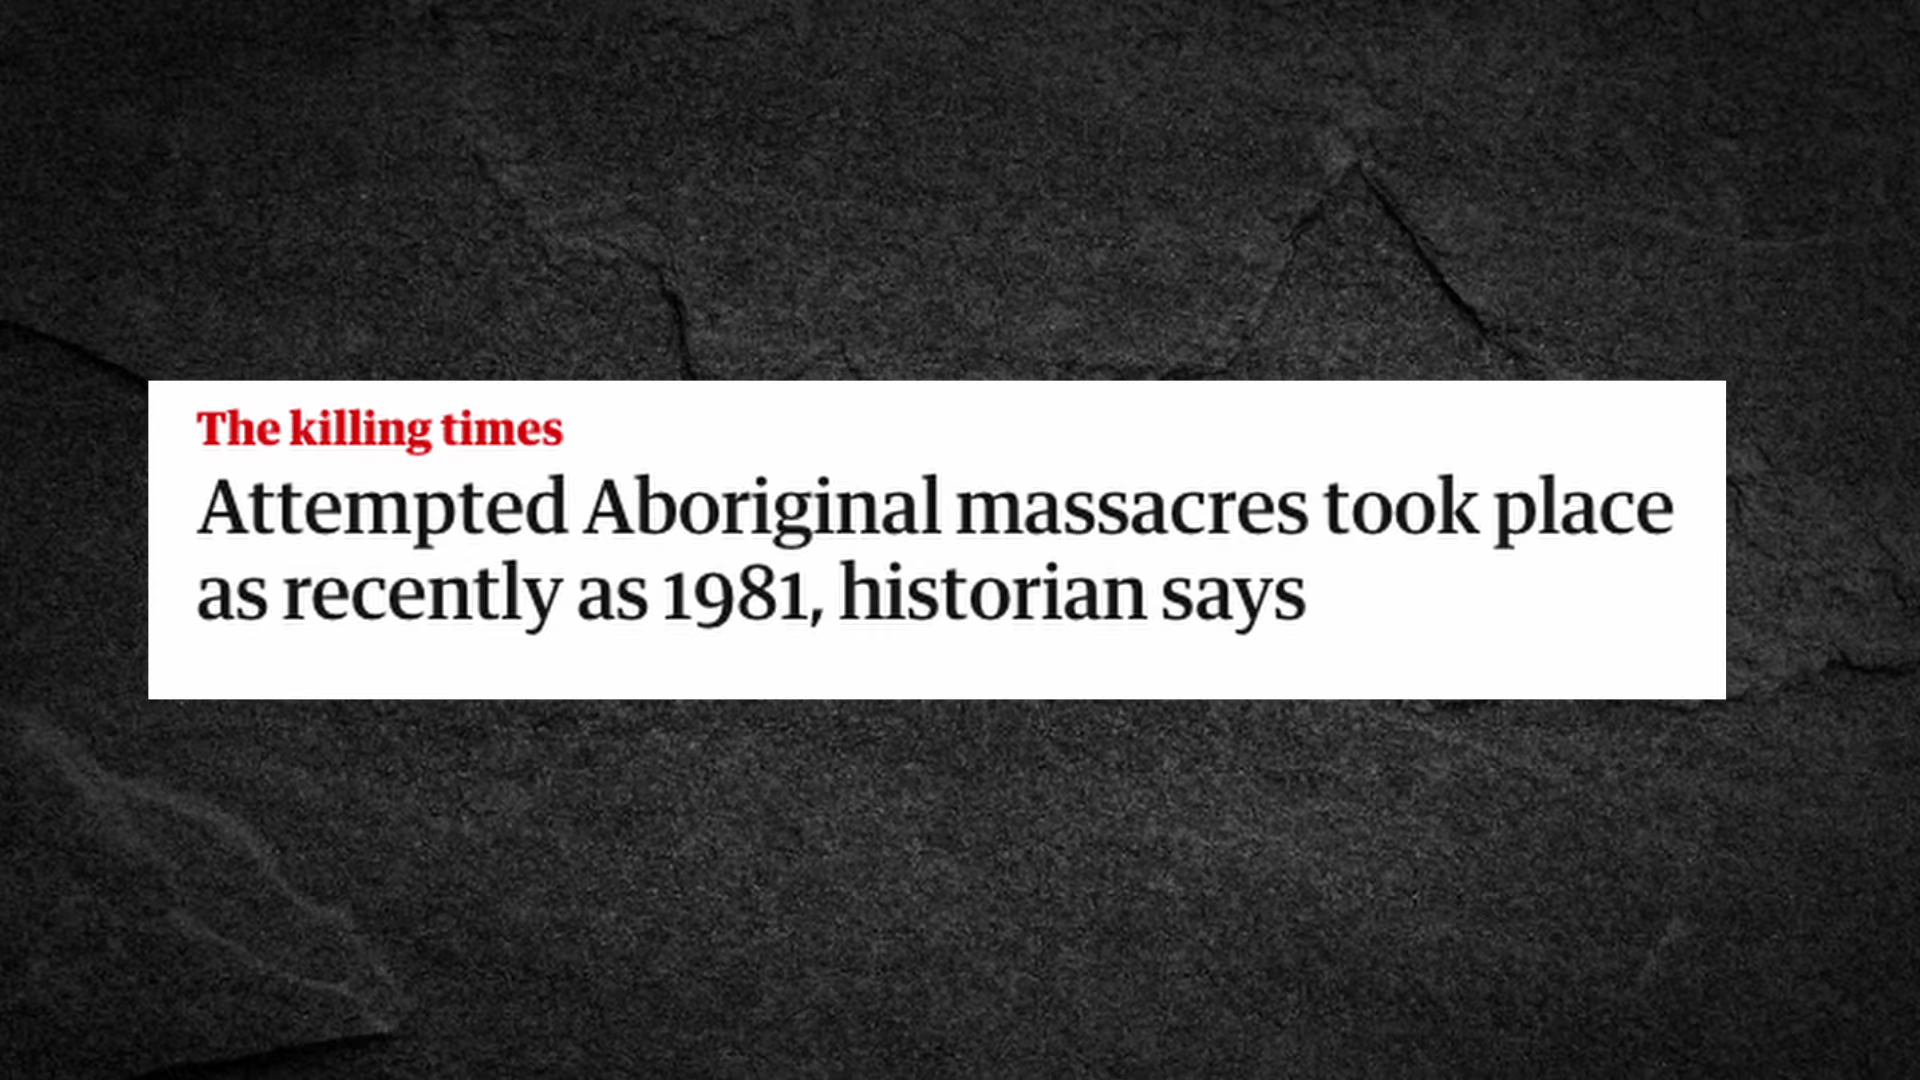 The killing times
Attempted Aboriginal massacres took place
as recently as 1981, historian says